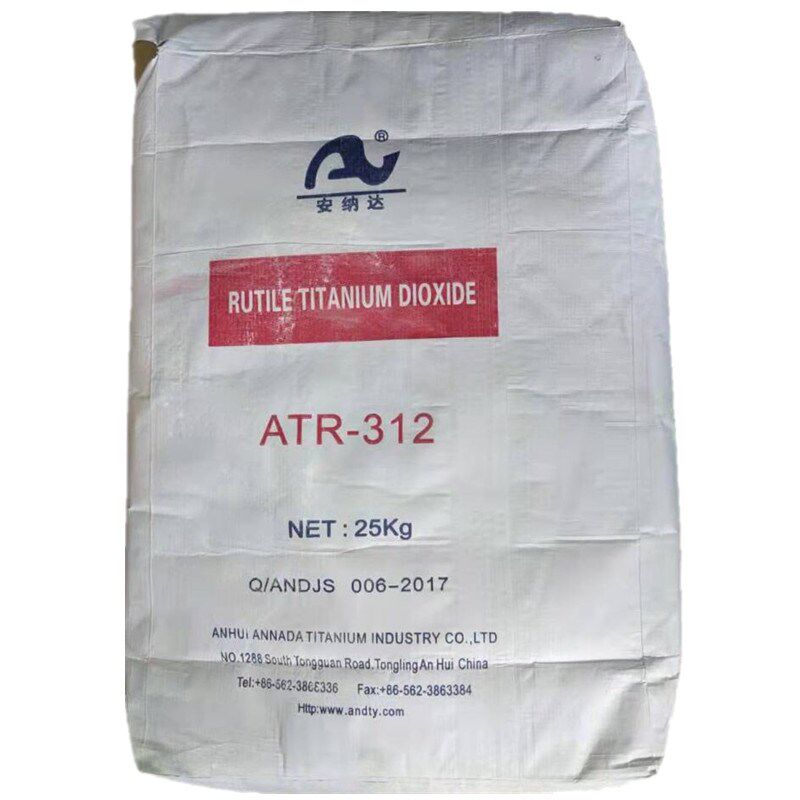 ®
安纳达
RUTILE TITANIUM DIOXIDE
ATR-312
NET : 25Kg
Q/ANDJS 006-2017
ANHUI ANNADA TITANIUM INDUSTRY CO.,LTD
NO.1288 South Tongguan Road.Tongling An Hui China
Fax:+86-562-3863384
Http:www.andty.com